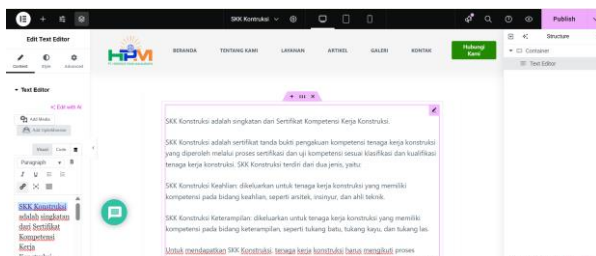 SKK Kontruksi
Publish
Edit Text Editor
Structure
Content
Style
Advanced
HPM
BERANDA
TENTANG KAMI
LAYANAN
ARTIKEL
GALERI
KONTAK
Hubungi
Kami
Container
Text Editor
Text Editor
Edit with AI
Add Media
Visual
Code
Paragraph
SKK Konstruksi
adalah singkatan
dari Sertifikat
Kompetensi
Kerja
Konstruksi
SKK Konstruksi adalah singkatan dari Sertifikat Kompetensi Kerja Konstruksi.
SKK Konstruksi adalah sertifikat tanda bukti pengakuan kompetensi tenaga kerja konstruksi
yang diperoleh melalui proses sertifikasi dan uji kompetensi sesuai klasifikasi dan kualifikasi
tenaga kerja konstruksi. SKK Konstruksi terdiri dari dua jenis, yaitu:
SKK Konstruksi Keahlian: dikeluarkan untuk tenaga kerja konstruksi yang memiliki
kompetensi pada bidang keahlian, seperti arsitek, insinyur, dan ahli teknik.
SKK Konstruksi Keterampilan: dikeluarkan untuk tenaga kerja konstruksi yang memiliki
kompetensi pada bidang keterampilan, seperti tukang batu, tukang kayu, dan tukang las.
Untuk mendapatkan SKK Konstruksi, tenaga kerja konstruksi harus mengikuti proses